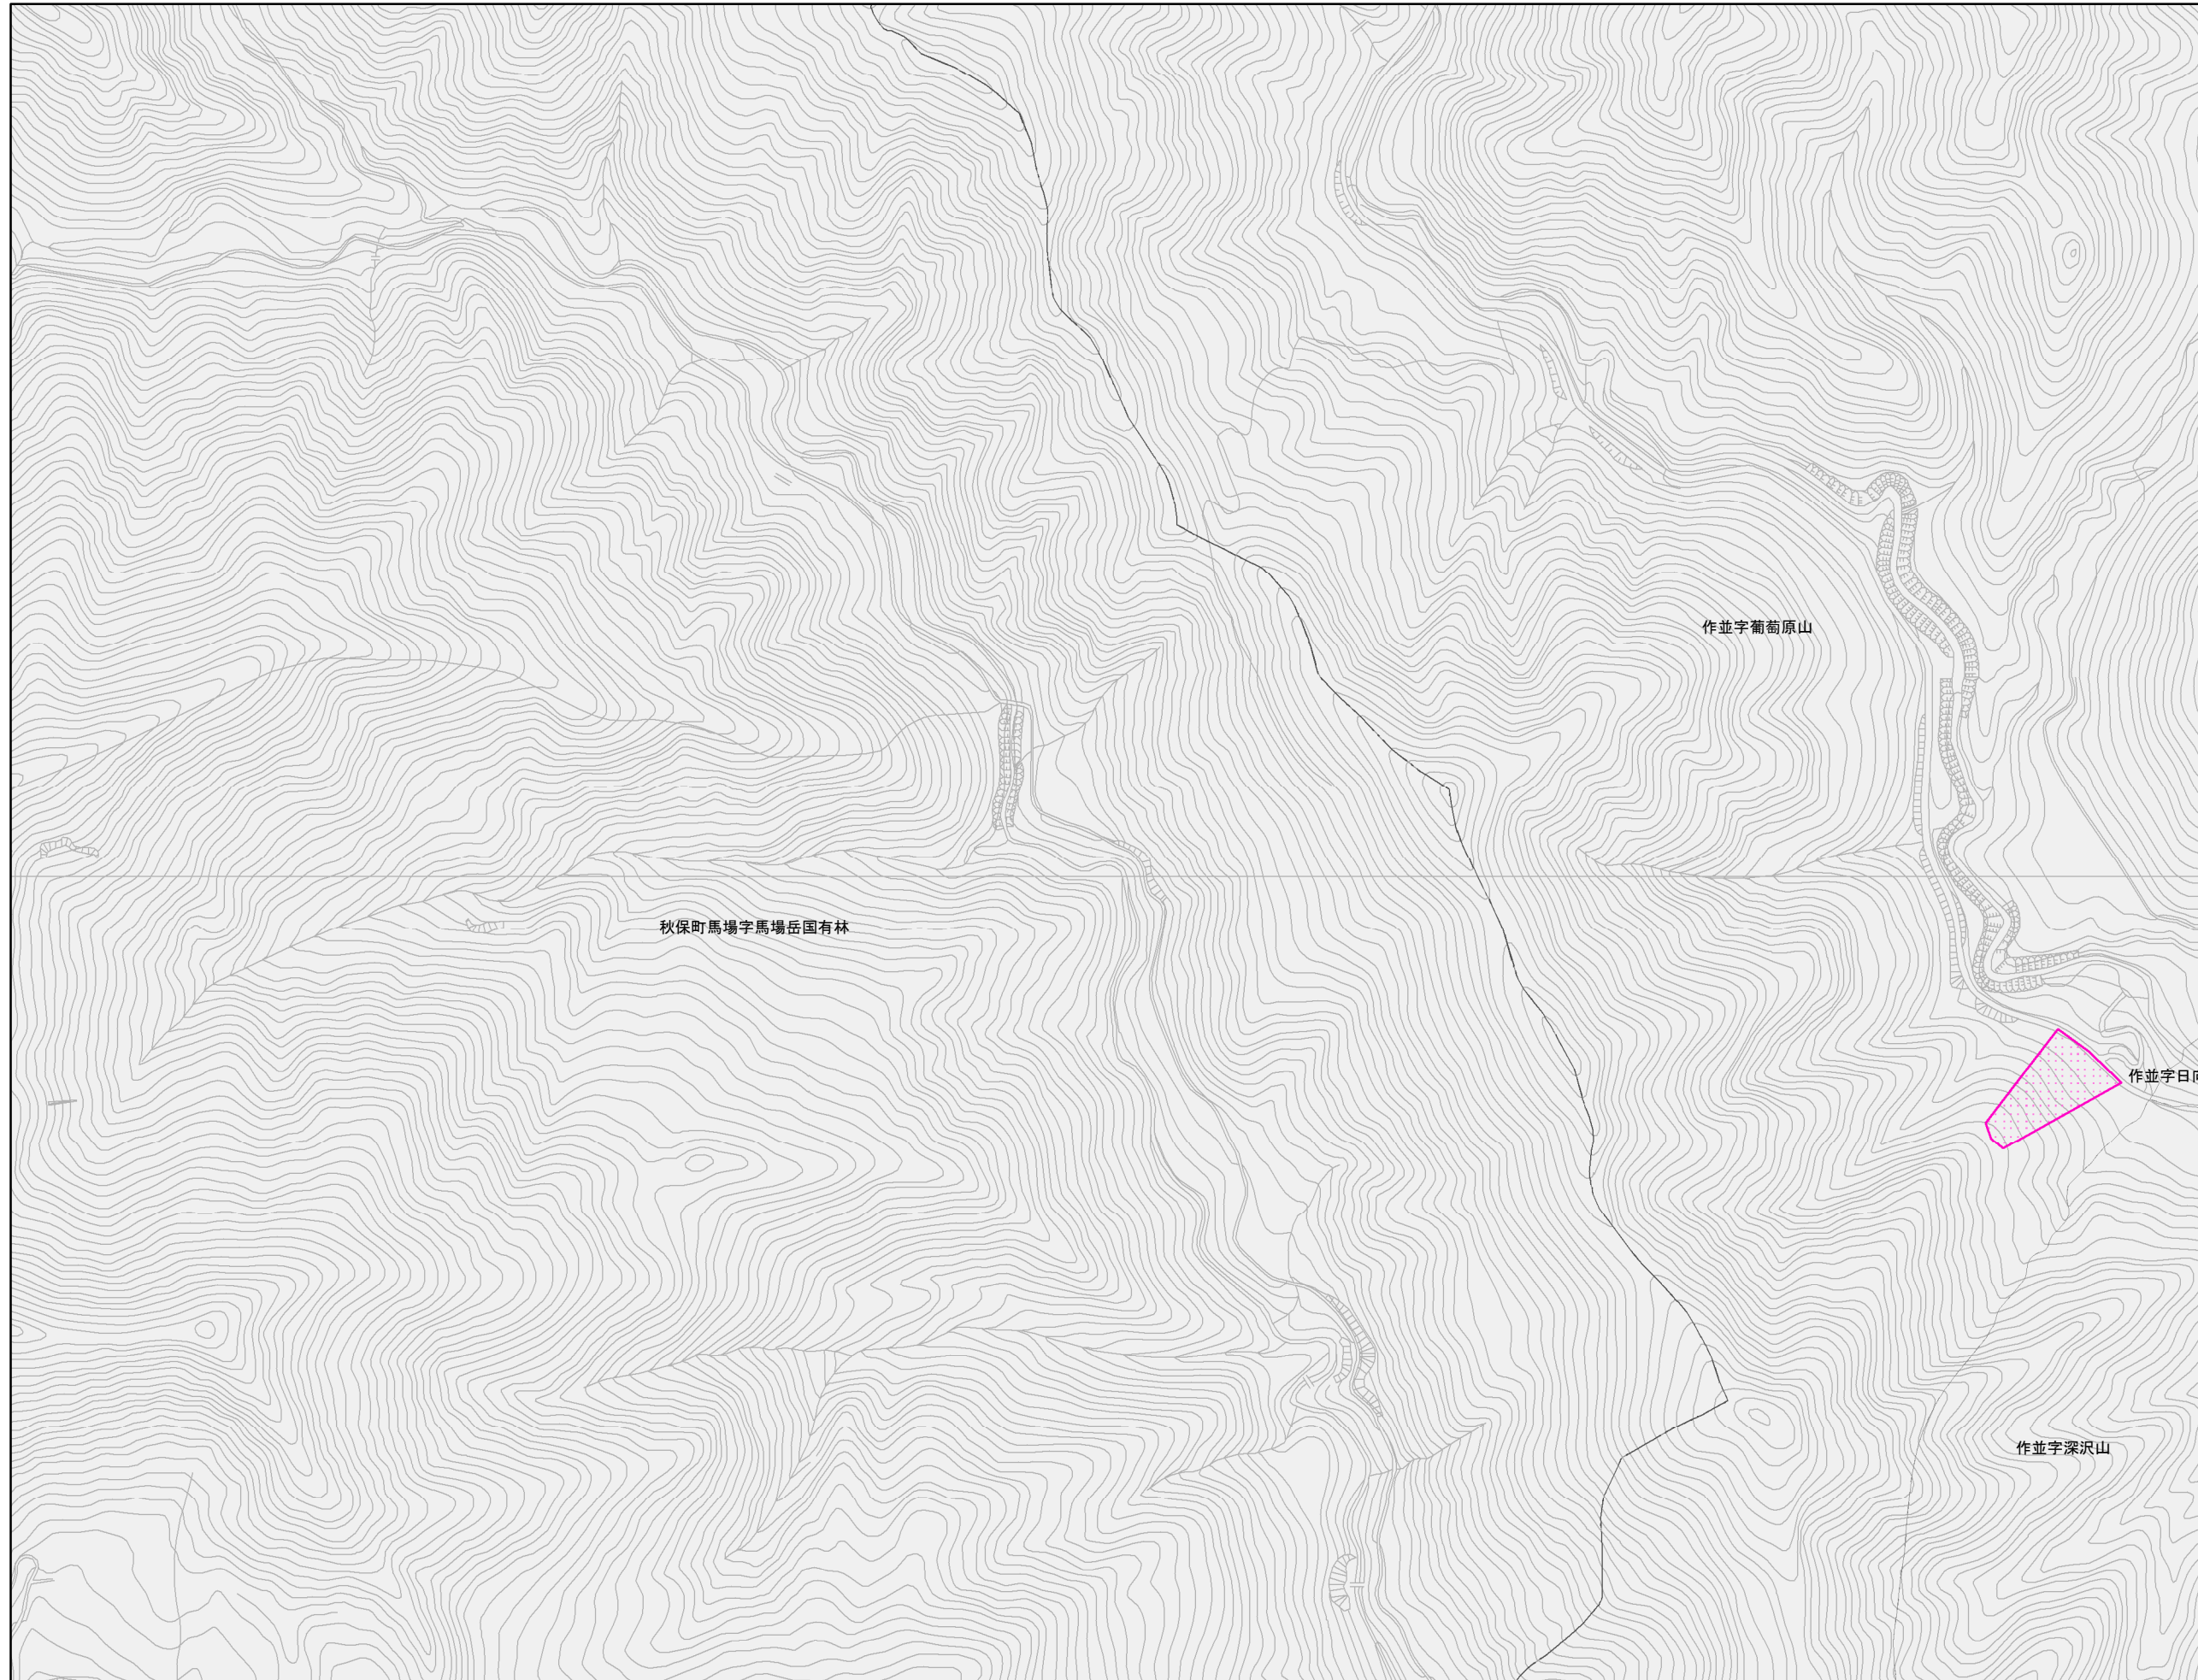 作並字葡萄原山
秋保町馬場字馬場岳国有林
作並字日向
作並字深沢山